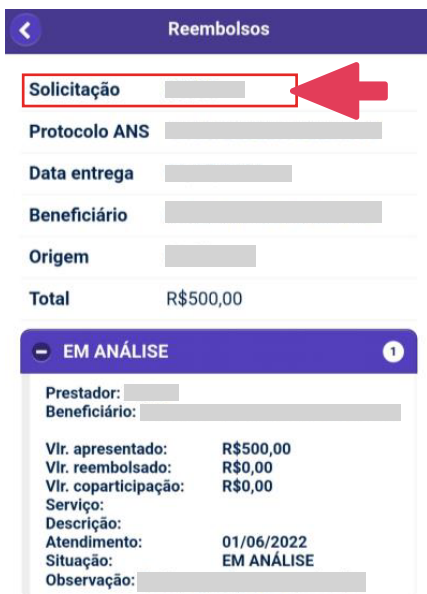 Reembolsos
Solicitação
Protocolo ANS
Data entrega
Beneficiário
Origem
Total R$500,00
EM ANÁLISE 1
Prestador:
Beneficiário:
Vlr. apresentado: R$500,00
Vlr. reembolsado: R$0,00
Vlr. coparticipação: R$0,00
Serviço:
Descrição:
Atendimento: 01/06/2022
Situação: EM ANÁLISE
Observação: